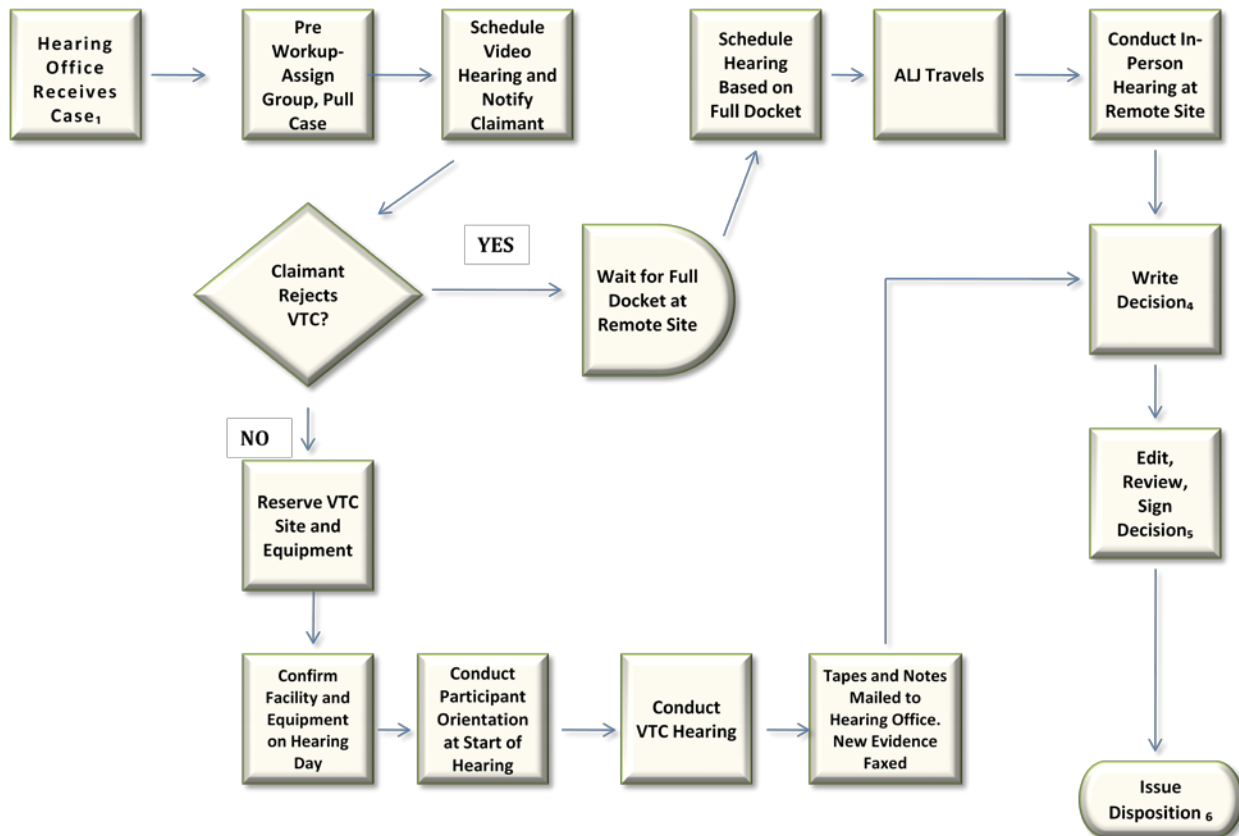 Hearing
Office
Receives
Case₁
Pre
Workup-
Assign
Group, Pull
Case
Schedule
Video
Hearing and
Notify
Claimant
Schedule
Hearing
Based on
Full Docket
ALJ Travels
Conduct In-
Person
Hearing at
Remote Site
Claimant
Rejects
VTC?
YES
Wait for Full
Docket at
Remote Site
Write
Decision₄
NO
Reserve VTC
Site and
Equipment
Edit,
Review,
Sign
Decision₅
Confirm
Facility and
Equipment
on Hearing
Day
Conduct
Participant
Orientation
at Start of
Hearing
Conduct
VTC Hearing
Tapes and Notes
Mailed to
Hearing Office.
New Evidence
Faxed
Issue
Disposition ₆